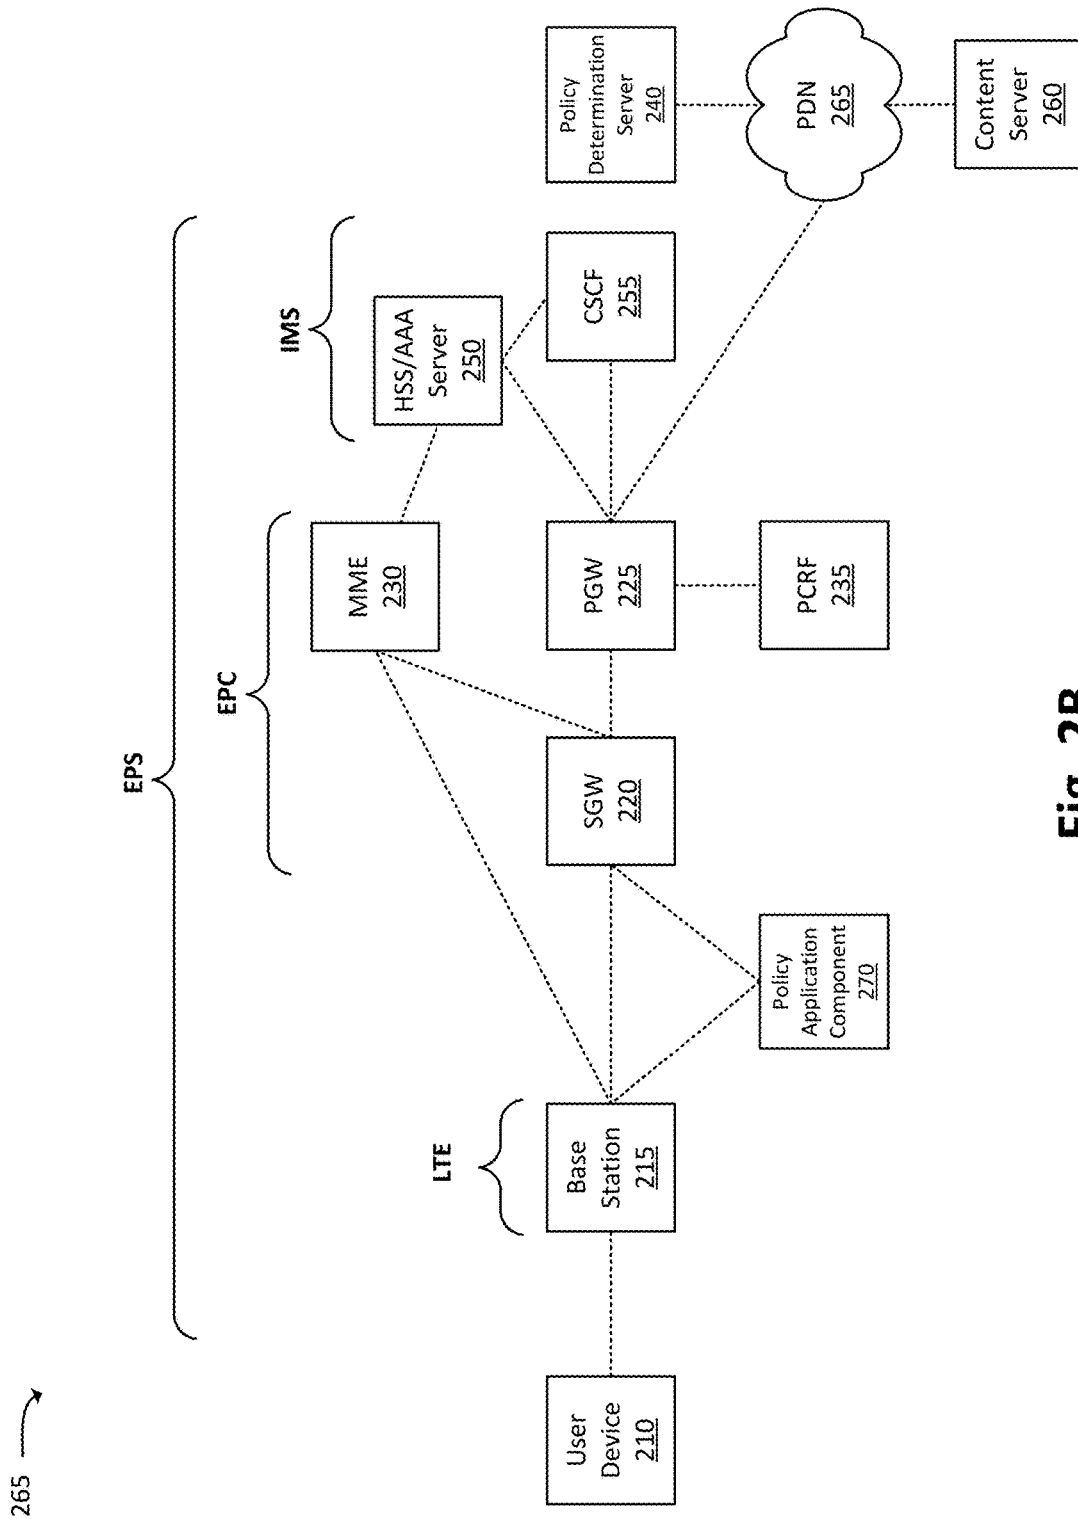 265
EPS
EPC
IMS
LTE
MME
230
HSS/AAA
Server
250
User
Device
210
Base
Station
215
SGW
220
PGW
225
CSCF
255
Policy
Determination
Server
240
Policy
Application
Component
270
PCRF
235
PDN
265
Content
Server
260
Fig. 2B